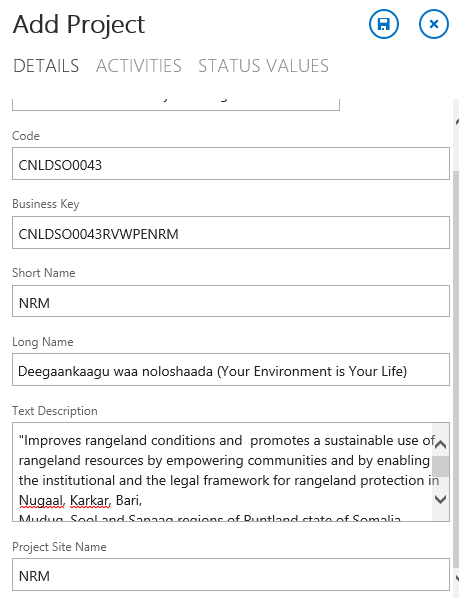 Add Project
DETAILS ACTIVITIES STATUS VALUES
Code
CNLDSO0043
Business Key
CNLDSO0043RVWPENRM
Short Name
NRM
Long Name
Deegaankaagu waa noloshaada (Your Environment is Your Life)
Text Description
"Improves rangeland conditions and  promotes a sustainable use of
rangeland resources by empowering communities and by enabling
the institutional and the legal framework for rangeland protection in
Nugaal, Karkar, Bari,
Mudug, Sool and Sanaag regions of Puntland state of Somalia
Project Site Name
NRM